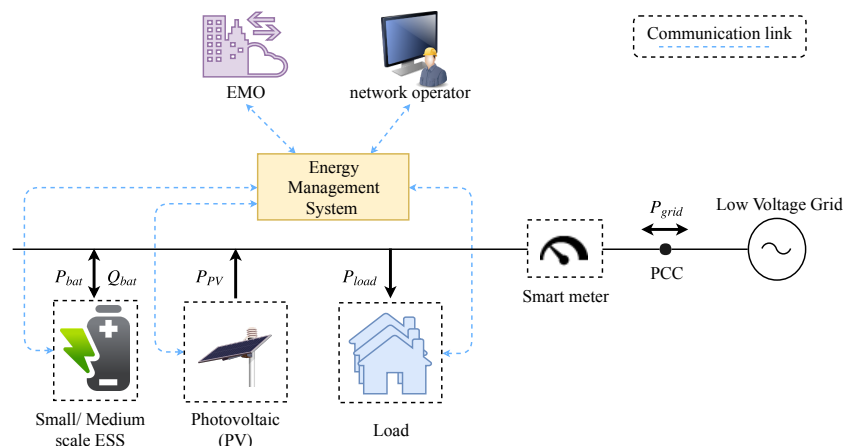 Communication link
EMO
network operator
Energy
Management
System
P_grid
Low Voltage Grid
P_bat
Q_bat
P_PV
P_load
PCC
Smart meter
Small/ Medium
scale ESS
Photovoltaic
(PV)
Load